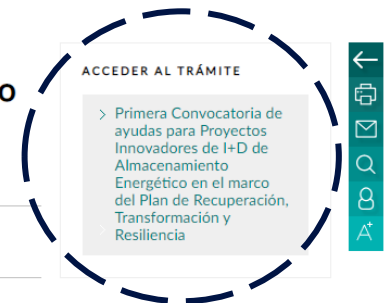 o
ACCEDER AL TRÁMITE
> Primera Convocatoria de
ayudas para Proyectos
Innovadores de I+D de
Almacenamiento
Energético en el marco
del Plan de Recuperación,
Transformación y
Resiliencia
A+